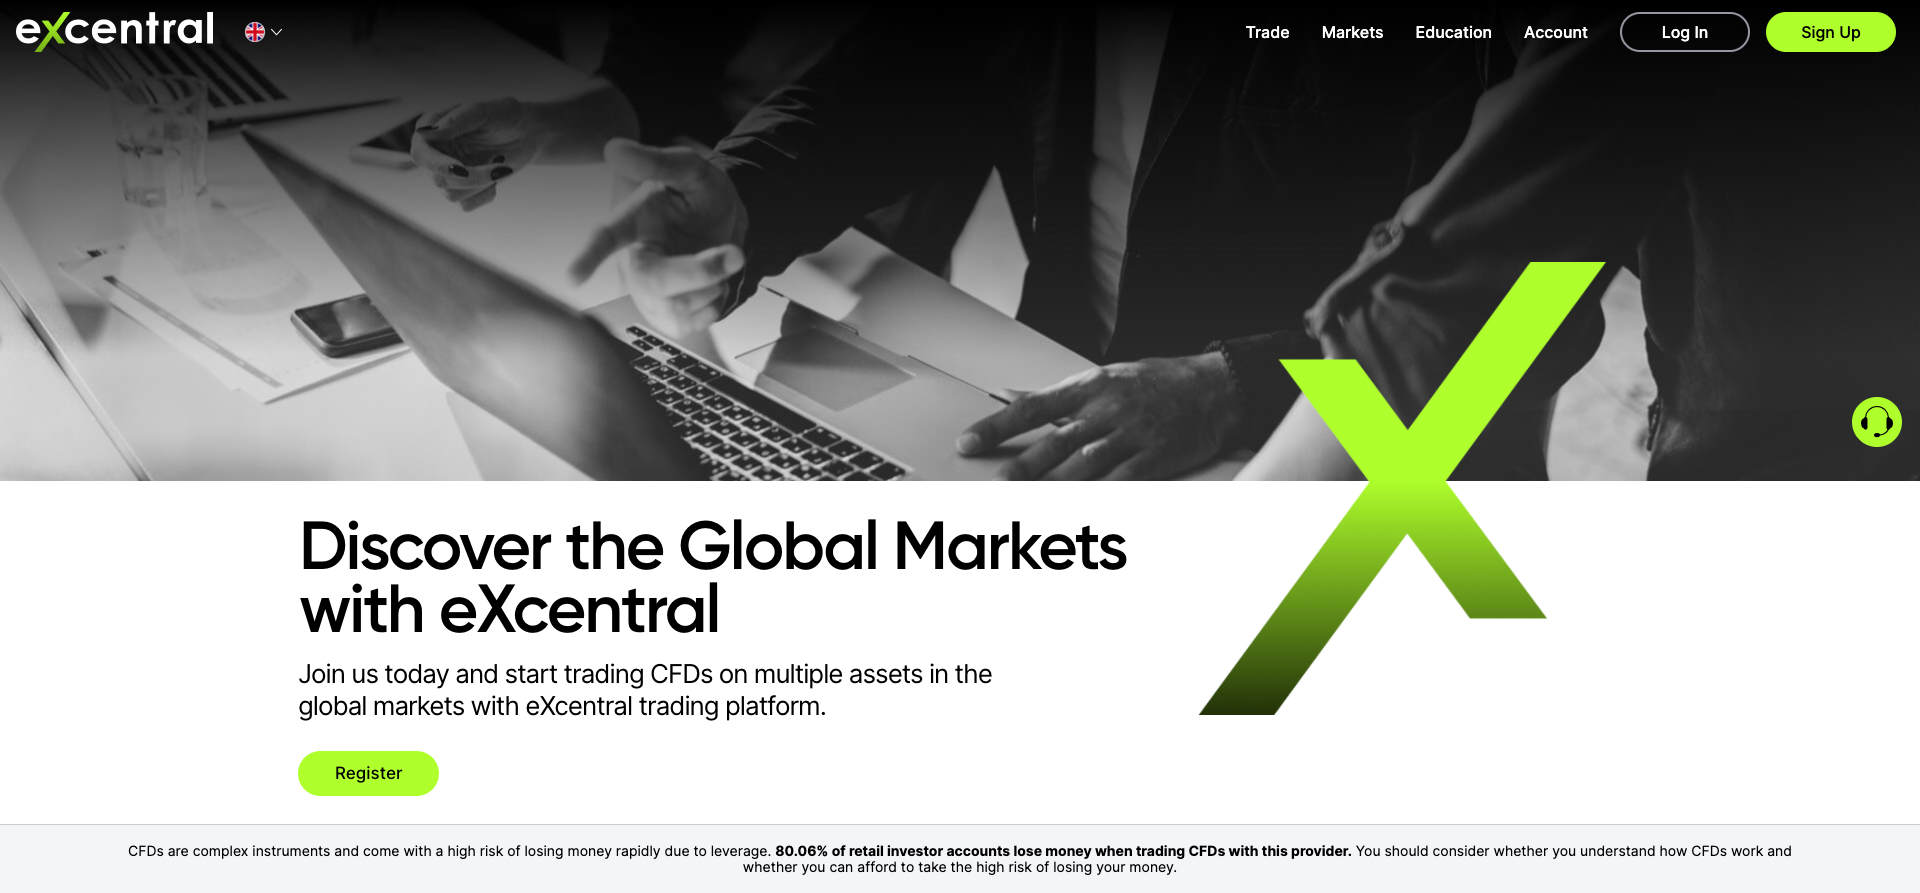 eXcentral
Trade Markets Education Account Log In Sign Up
Discover the Global Markets
with eXcentral
Join us today and start trading CFDs on multiple assets in the
global markets with eXcentral trading platform.
Register
CFDs are complex instruments and come with a high risk of losing money rapidly due to leverage. 80.06% of retail investor accounts lose money when trading CFDs with this provider. You should consider whether you understand how CFDs work and
whether you can afford to take the high risk of losing your money.